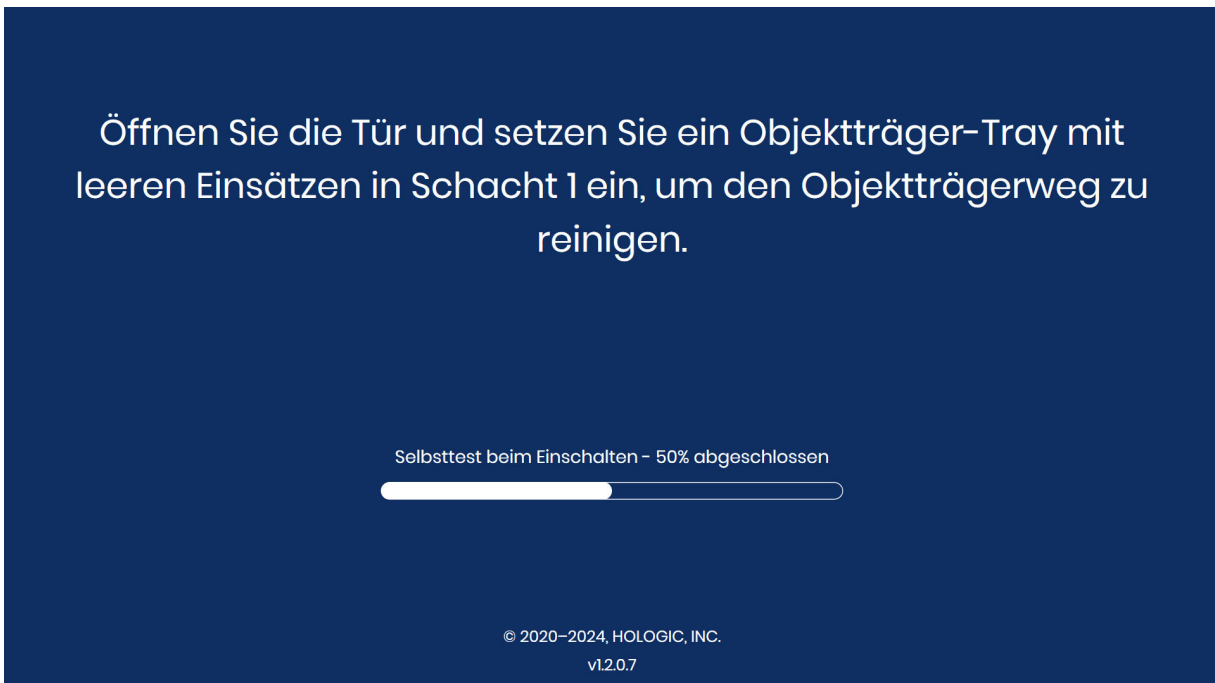 Öffnen Sie die Tür und setzen Sie ein Objektträger-Tray mit
leeren Einsätzen in Schacht 1 ein, um den Objektträgerweg zu
reinigen.
Selbsttest beim Einschalten - 50% abgeschlossen
© 2020–2024, HOLOGIC, INC.
v1.2.0.7